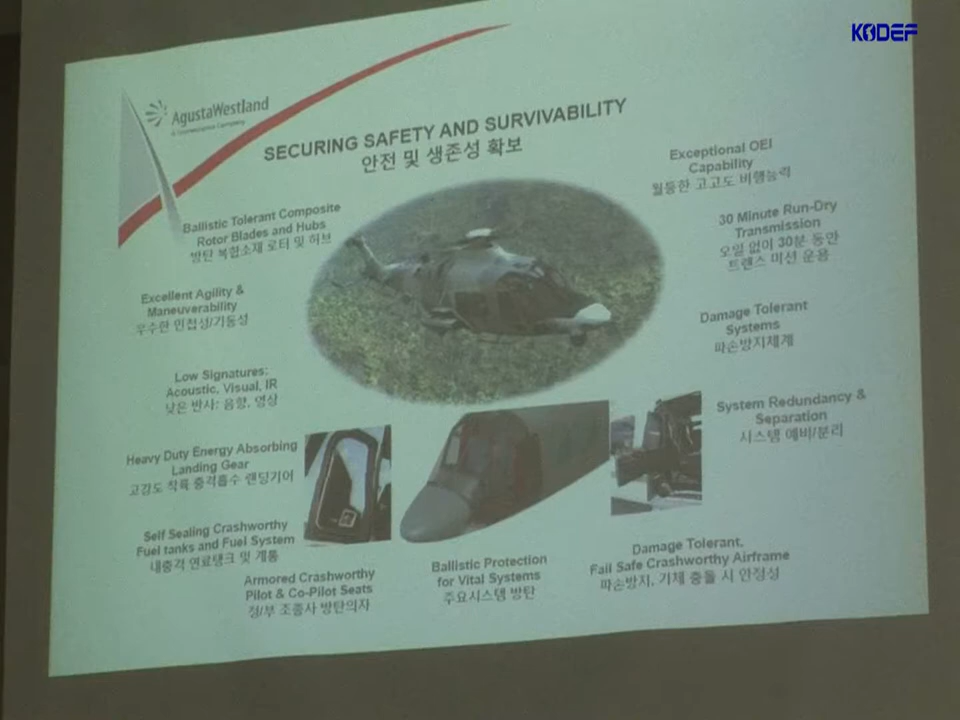 KODEF
AgustaWestland
A Finmeccanica Company
SECURING SAFETY AND SURVIVABILITY
안전 및 생존성 확보
Ballistic Tolerant Composite
Rotor Blades and Hubs
방탄 복합소재 로터 및 허브
Excellent Agility &
Maneuverability
우수한 민첩성/기동성
Low Signatures:
Acoustic, Visual, IR
낮은 반사: 음향, 영상
Heavy Duty Energy Absorbing
Landing Gear
고강도 착륙 충격흡수 랜딩기어
Self Sealing Crashworthy
Fuel tanks and Fuel System
내충격 연료탱크 및 계통
Armored Crashworthy
Pilot & Co-Pilot Seats
정/부 조종사 방탄의자
Ballistic Protection
for Vital Systems
주요시스템 방탄
Damage Tolerant,
Fail Safe Crashworthy Airframe
파손방지, 기체 충돌 시 안정성
System Redundancy &
Separation
시스템 예비/분리
Damage Tolerant
Systems
파손방지체계
30 Minute Run-Dry
Transmission
오일 없이 30분 동안
트랜스 미션 운용
Exceptional OEI
Capability
월등한 고고도 비행능력